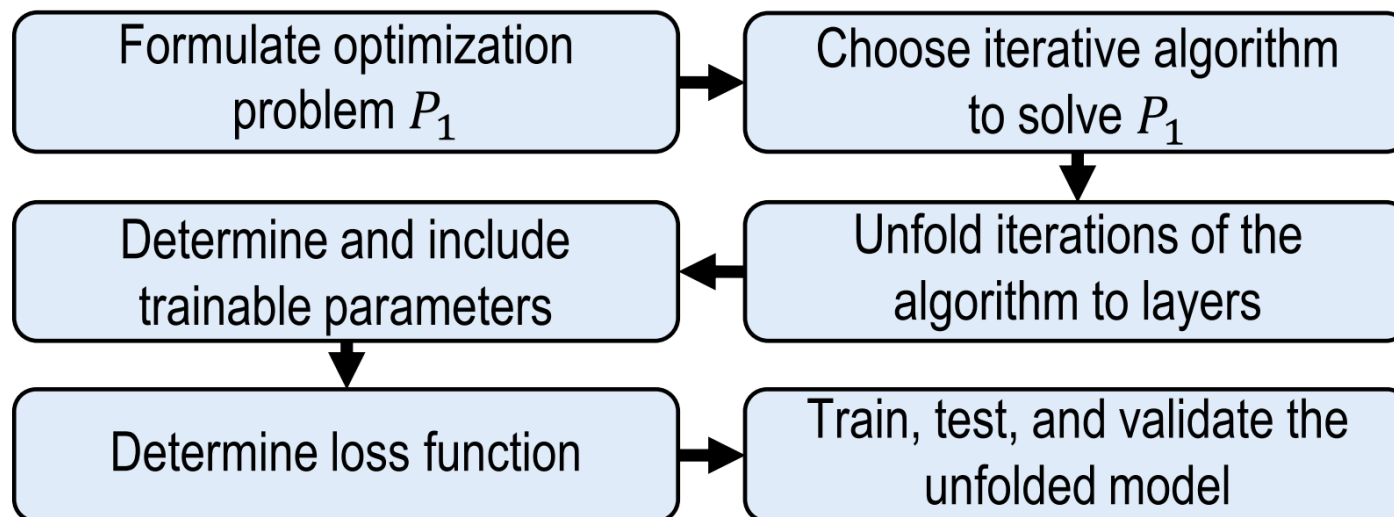 Formulate optimization
problem P₁
Choose iterative algorithm
to solve P₁
Unfold iterations of the
algorithm to layers
Determine and include
trainable parameters
Determine loss function
Train, test, and validate the
unfolded model